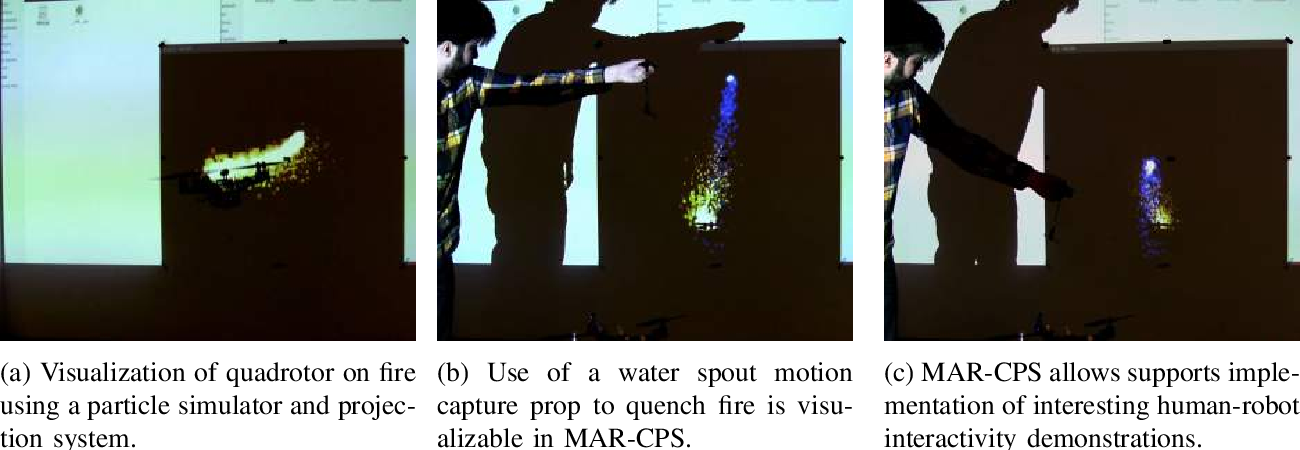 (a) Visualization of quadrotor on fire
using a particle simulator and projec-
tion system.
(b) Use of a water spout motion
capture prop to quench fire is visu-
alizable in MAR-CPS.
(c) MAR-CPS allows supports imple-
mentation of interesting human-robot
interactivity demonstrations.